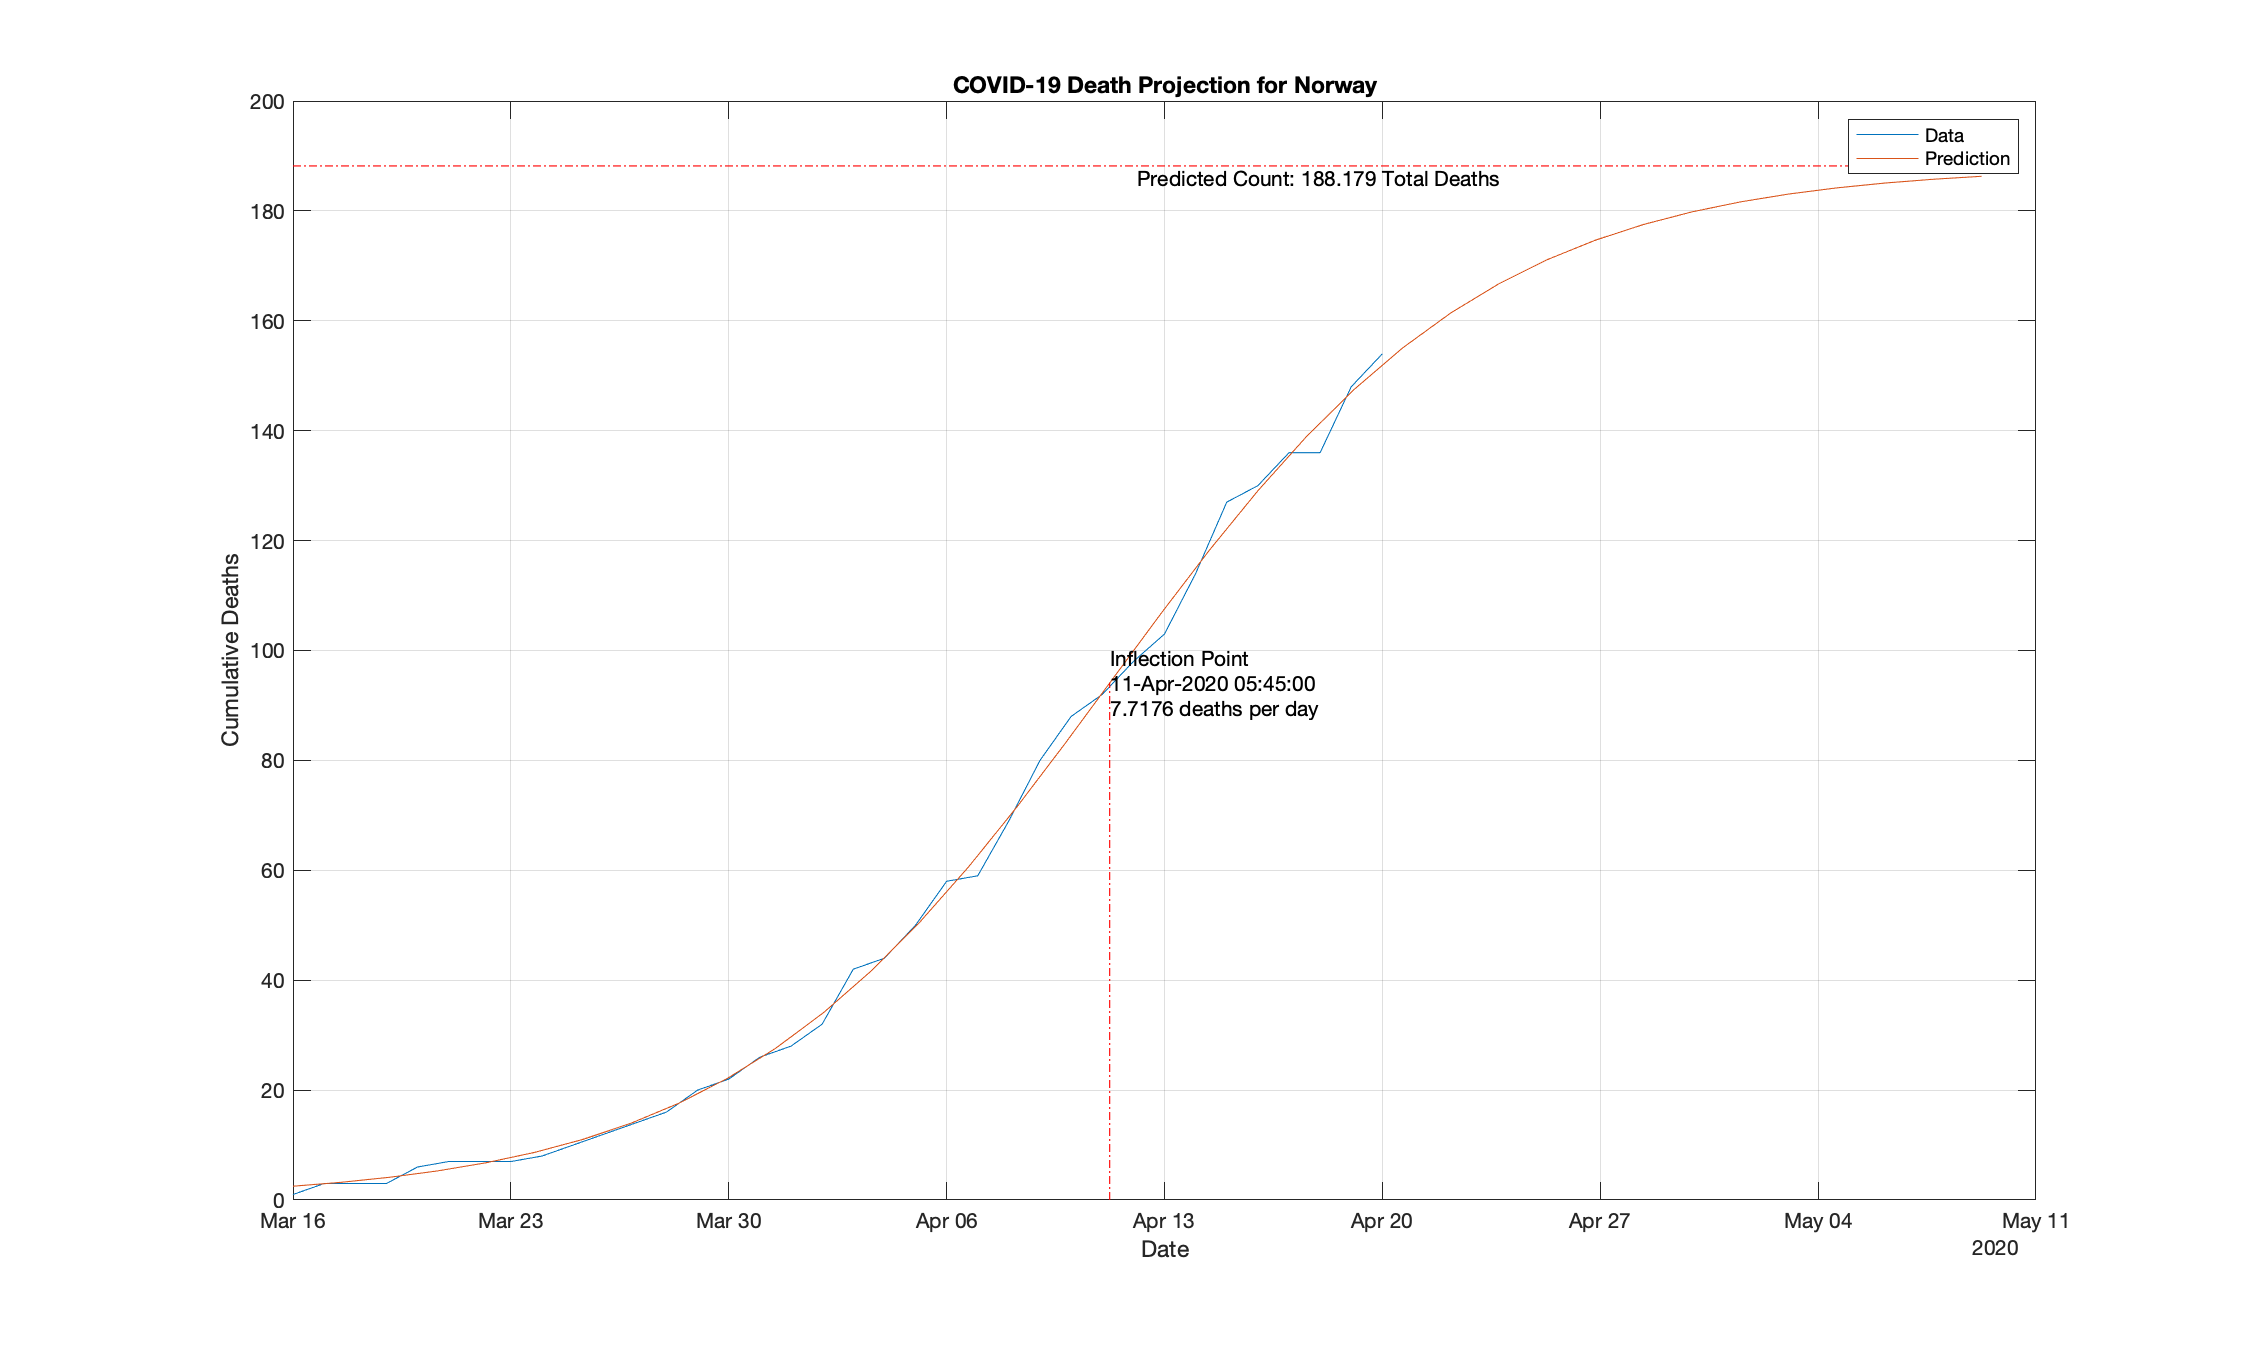 COVID-19 Death Projection for Norway
200
180
160
140
120
100
80
60
40
20
0
Cumulative Deaths
Data
Prediction
Predicted Count: 188.179 Total Deaths
Inflection Point
11-Apr-2020 05:45:00
7.7176 deaths per day
Mar 16
Mar 23
Mar 30
Apr 06
Apr 13
Apr 20
Apr 27
May 04
May 11
Date
2020